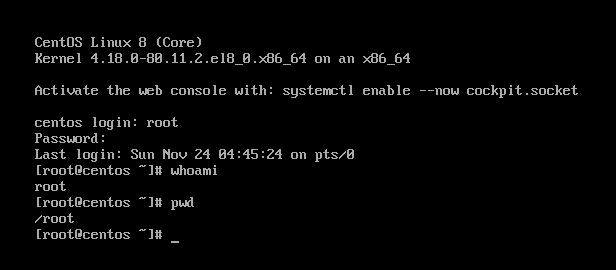 CentOS Linux 8 (Core)
Kernel 4.18.0-80.11.2.el8_0.x86_64 on an x86_64
Activate the web console with: systemctl enable --now cockpit.socket
centos login: root
Password:
Last login: Sun Nov 24 04:45:24 on pts/0
[root@centos ~]# whoami
root
[root@centos ~]# pwd
/root
[root@centos ~]# _